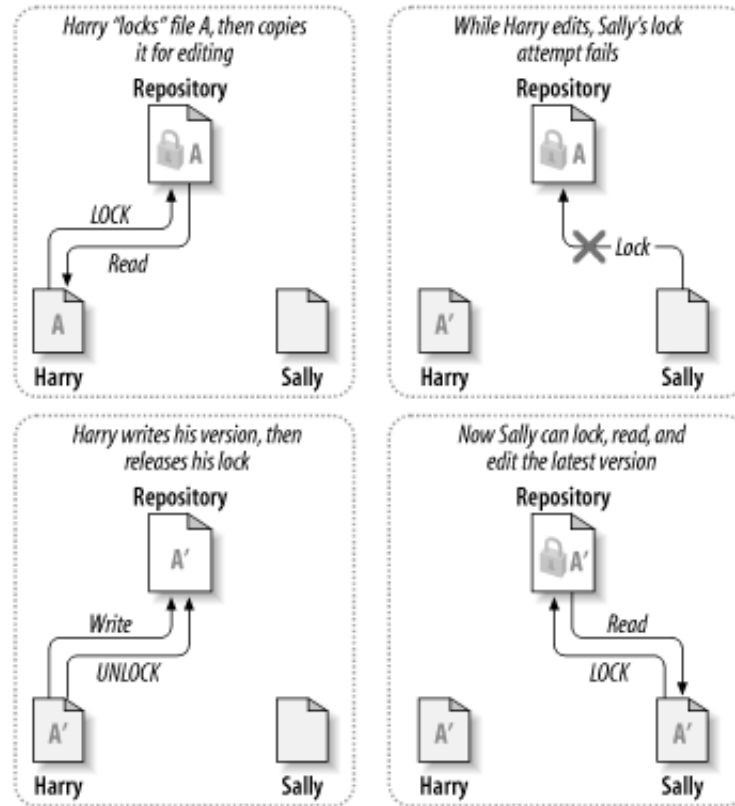 Harry “locks” file A, then copies
it for editing
Repository
A
LOCK
Read
A
Harry
Sally
While Harry edits, Sally’s lock
attempt fails
Repository
A
Lock
A′
Harry
Sally
Harry writes his version, then
releases his lock
Repository
A′
Write
UNLOCK
A′
Harry
Sally
Now Sally can lock, read, and
edit the latest version
Repository
A′
Read
LOCK
A′
A′
Harry
Sally